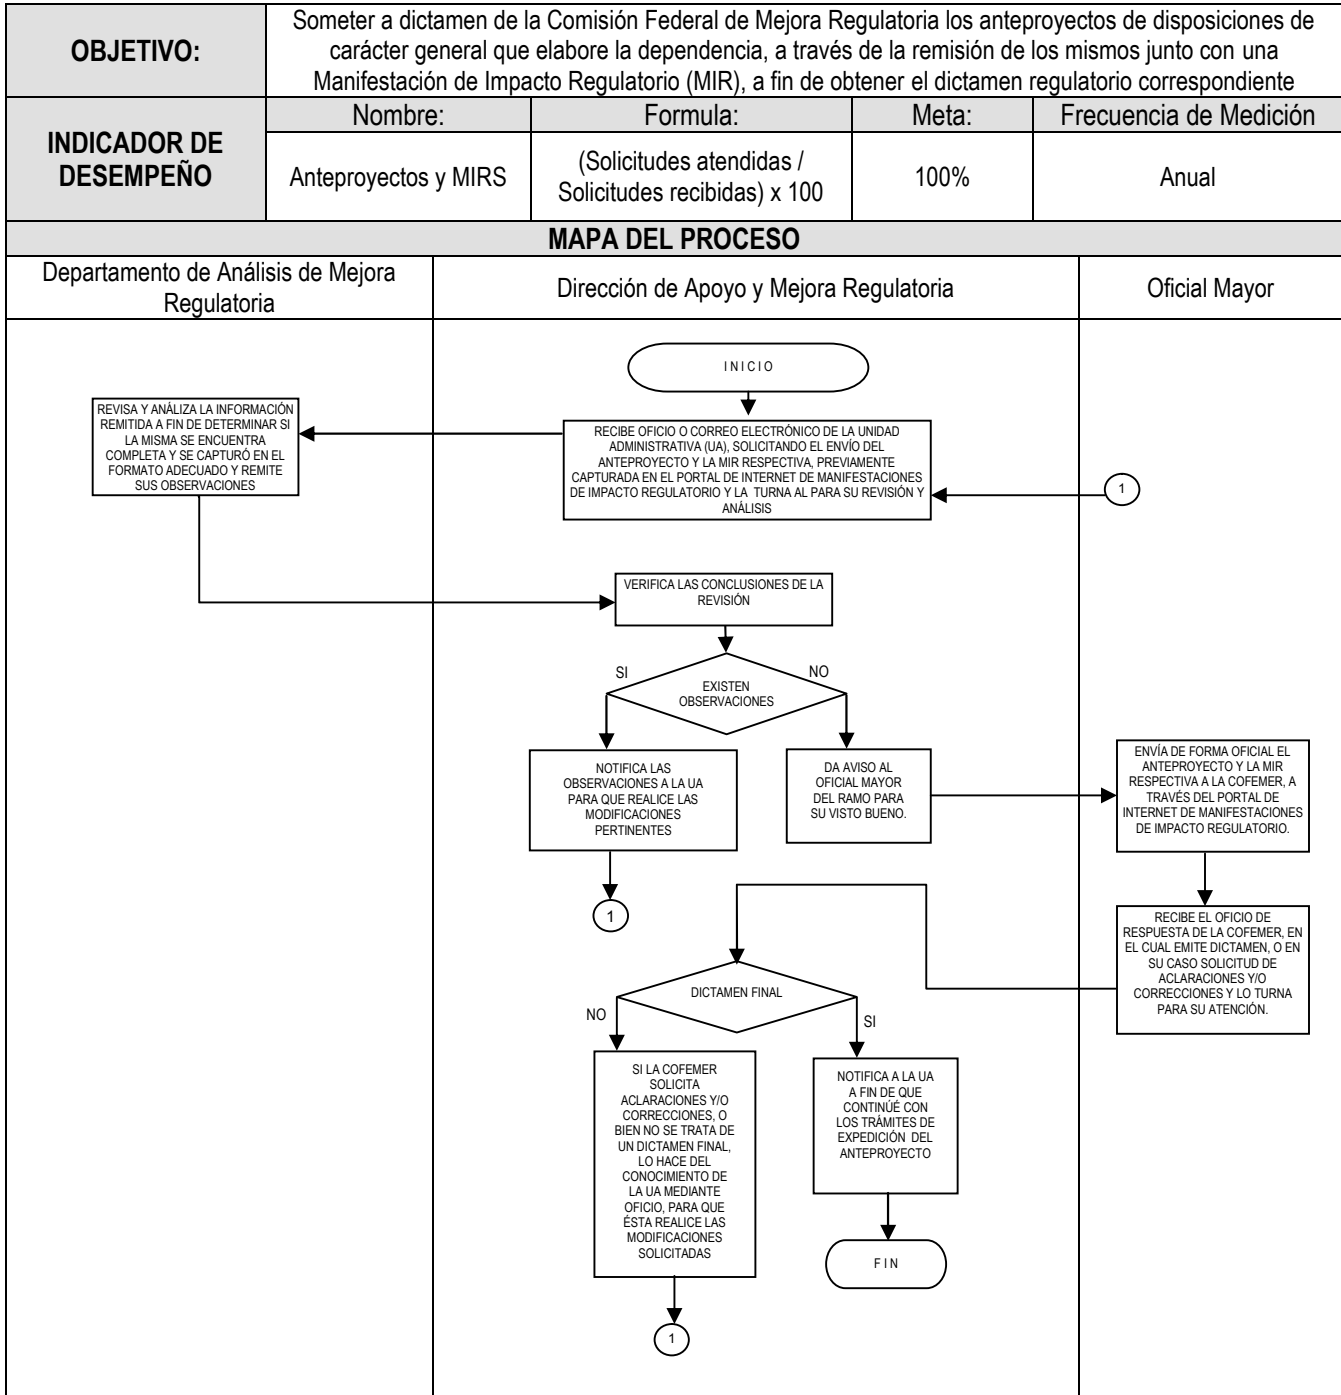 OBJETIVO:
Someter a dictamen de la Comisión Federal de Mejora Regulatoria los anteproyectos de disposiciones de
carácter general que elabore la dependencia, a través de la remisión de los mismos junto con una
Manifestación de Impacto Regulatorio (MIR), a fin de obtener el dictamen regulatorio correspondiente
INDICADOR DE
DESEMPEÑO
Nombre:
Formula:
Meta:
Frecuencia de Medición
Anteproyectos y MIRS
(Solicitudes atendidas /
Solicitudes recibidas) x 100
100%
Anual
MAPA DEL PROCESO
Departamento de Análisis de Mejora
Regulatoria
Dirección de Apoyo y Mejora Regulatoria
Oficial Mayor
INICIO
REVISA Y ANÁLIZA LA INFORMACIÓN
REMITIDA A FIN DE DETERMINAR SI
LA MISMA SE ENCUENTRA
COMPLETA Y SE CAPTURÓ EN EL
FORMATO ADECUADO Y REMITE
SUS OBSERVACIONES
RECIBE OFICIO O CORREO ELECTRÓNICO DE LA UNIDAD
ADMINISTRATIVA (UA), SOLICITANDO EL ENVÍO DEL
ANTEPROYECTO Y LA MIR RESPECTIVA, PREVIAMENTE
CAPTURADA EN EL PORTAL DE INTERNET DE MANIFESTACIONES
DE IMPACTO REGULATORIO Y LA TURNA AL PARA SU REVISIÓN Y
ANÁLISIS
1
VERIFICA LAS CONCLUSIONES DE LA
REVISIÓN
SI
NO
EXISTEN
OBSERVACIONES
NOTIFICA LAS
OBSERVACIONES A LA UA
PARA QUE REALICE LAS
MODIFICACIONES
PERTINENTES
DA AVISO AL
OFICIAL MAYOR
DEL RAMO PARA
SU VISTO BUENO.
ENVÍA DE FORMA OFICIAL EL
ANTEPROYECTO Y LA MIR
RESPECTIVA A LA COFEMER, A
TRAVÉS DEL PORTAL DE
INTERNET DE MANIFESTACIONES
DE IMPACTO REGULATORIO.
1
RECIBE EL OFICIO DE
RESPUESTA DE LA COFEMER, EN
EL CUAL EMITE DICTAMEN, O EN
SU CASO SOLICITUD DE
ACLARACIONES Y/O
CORRECCIONES Y LO TURNA
PARA SU ATENCIÓN.
DICTAMEN FINAL
NO
SI
SI LA COFEMER
SOLICITA
ACLARACIONES Y/O
CORRECCIONES, O
BIEN NO SE TRATA DE
UN DICTAMEN FINAL,
LO HACE DEL
CONOCIMIENTO DE
LA UA MEDIANTE
OFICIO, PARA QUE
ÉSTA REALICE LAS
MODIFICACIONES
SOLICITADAS
NOTIFICA A LA UA
A FIN DE QUE
CONTINÚÉ CON
LOS TRÁMITES DE
EXPEDICIÓN DEL
ANTEPROYECTO
FIN
1